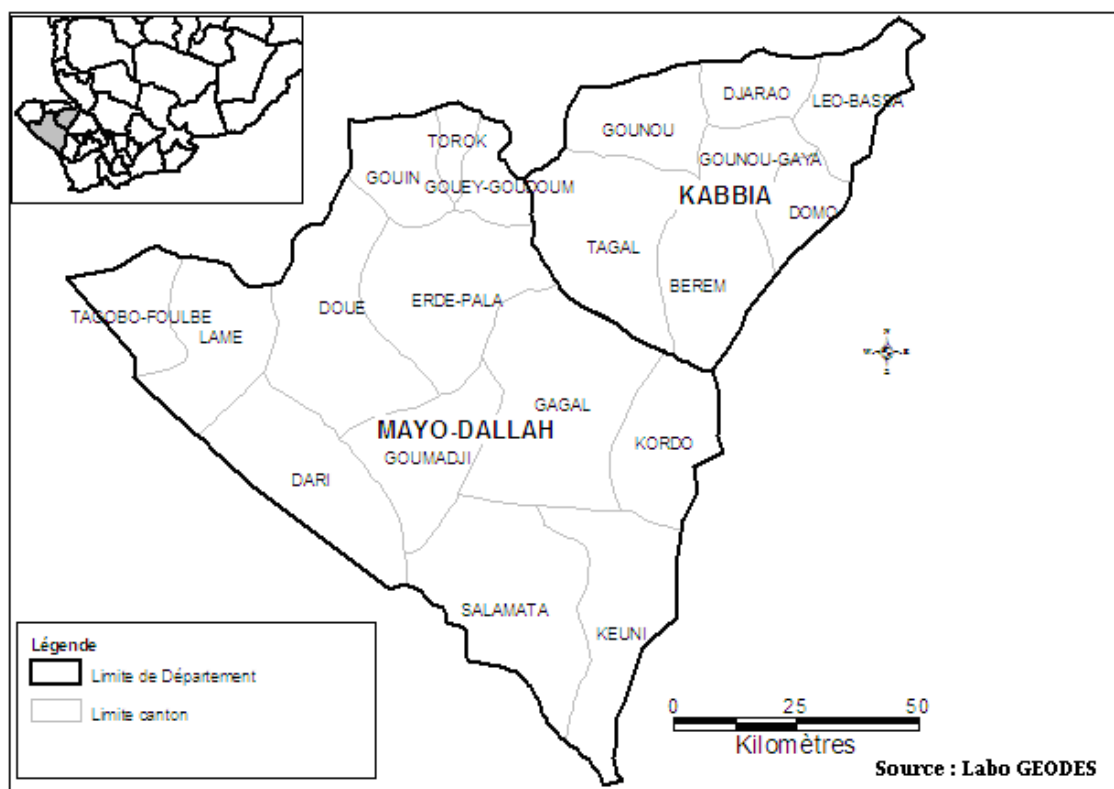 DJARAO
LEO-BASSA
GOUNOU
TOROK
GOUNOU-GAYA
GOUIN
GOUEY-GOUDOUM
KABBIA
DOMO
TAGAL
BEREM
ERDE-PALA
DOUE
TAGOBO-FOULBE
LAME
N
W
E
S
GAGAL
MAYO-DALLAH
KORDO
GOUMADJI
DARI
SALAMATA
KEUNI
Légende
Limite de Département
Limite canton
0 25 50
Kilomètres
Source : Labo GEODES